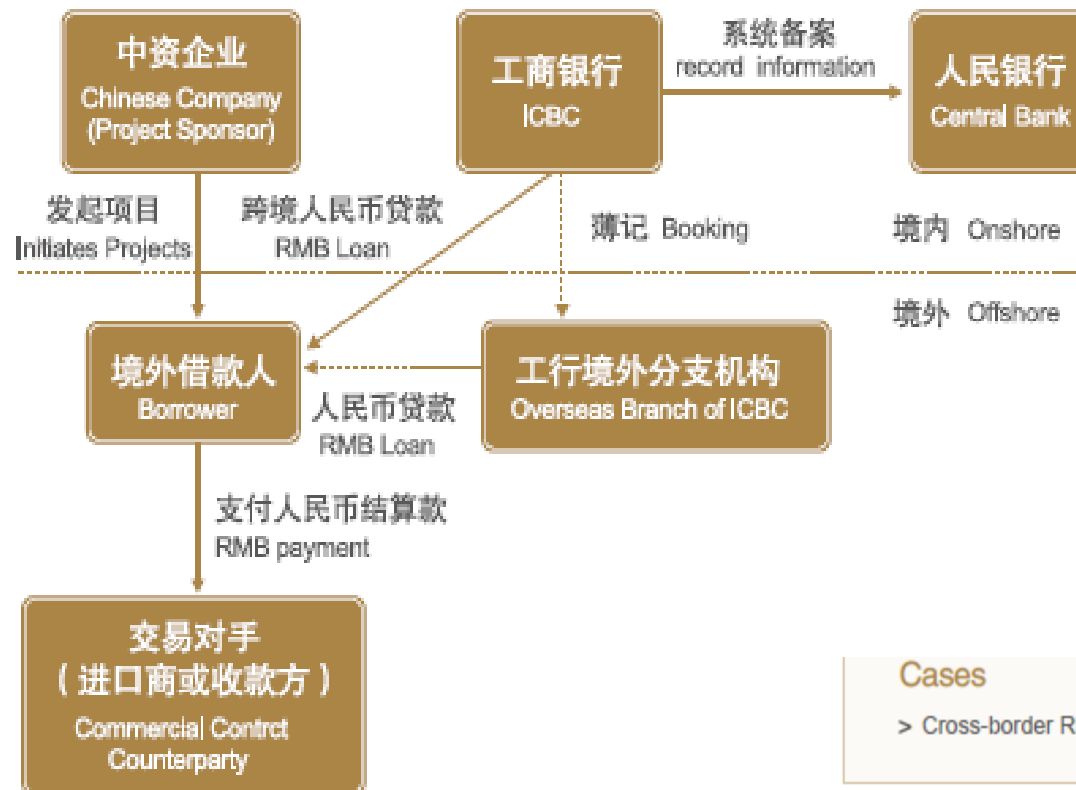 中资企业
Chinese Company
(Project Sponsor)
工商银行
ICBC
系统备案
record information
人民银行
Central Bank
发起项目
Initiates Projects
跨境人民币贷款
RMB Loan
薄记 Booking
境内 Onshore
境外 Offshore
境外借款人
Borrower
人民币贷款
RMB Loan
工行境外分支机构
Overseas Branch of ICBC
支付人民币结算款
RMB payment
交易对手
（进口商或收款方）
Commercial Contrct
Counterparty
Cases
> Cross-border R